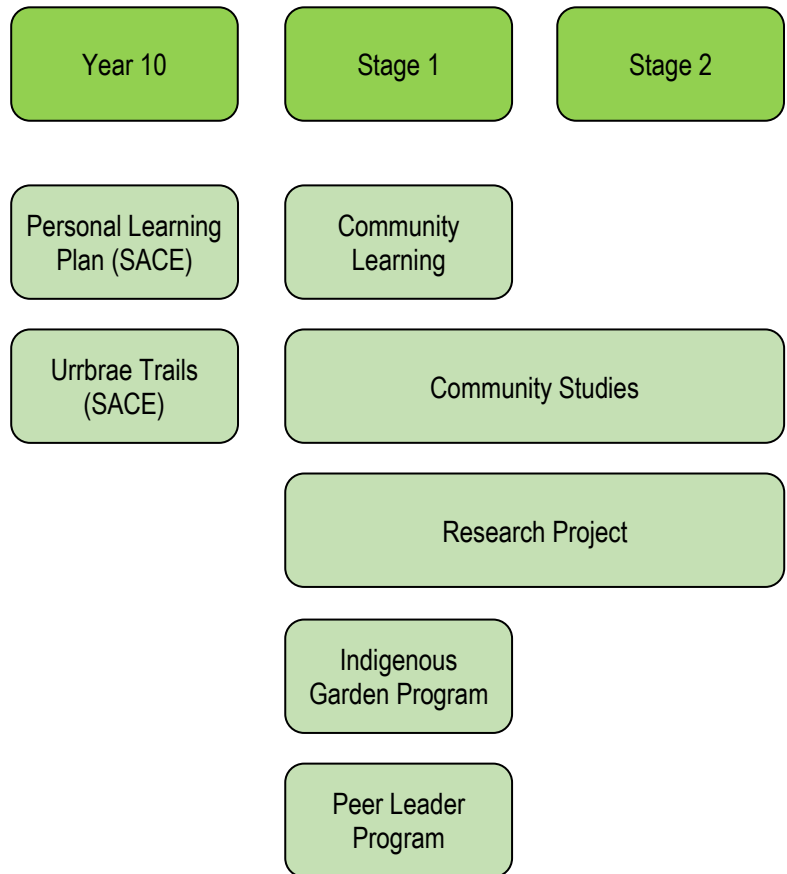 Year 10
Stage 1
Stage 2
Personal Learning
Plan (SACE)
Community
Learning
Urrbrae Trails
(SACE)
Community Studies
Research Project
Indigenous
Garden Program
Peer Leader
Program